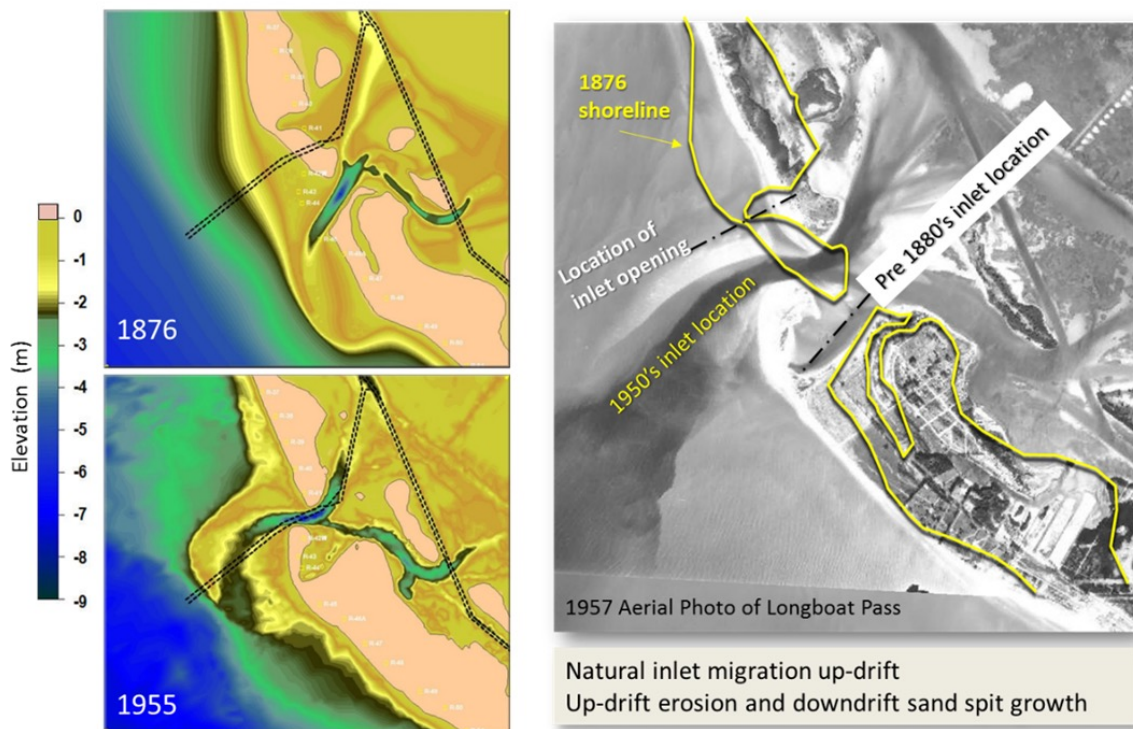 Elevation (m)
0
-1
-2
-3
-4
-5
-6
-7
-8
-9
1876
1955
1876
shoreline
Location of
inlet opening
Pre 1880's inlet location
1950's inlet location
1957 Aerial Photo of Longboat Pass
Natural inlet migration up-drift
Up-drift erosion and downdrift sand spit growth